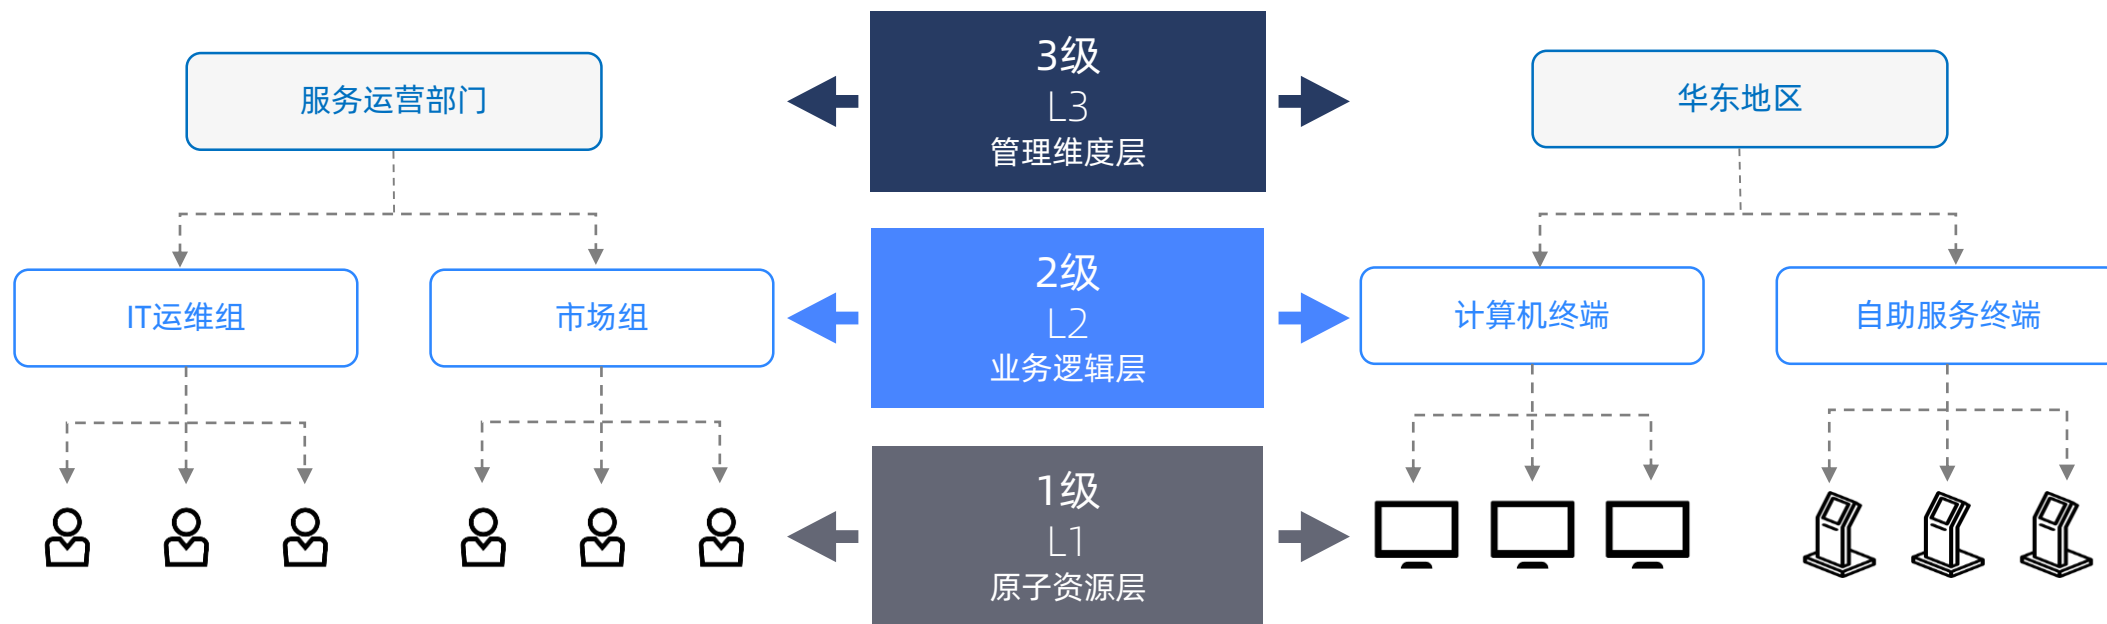 服务运营部门
3级
L3
管理维度层
华东地区
IT运维组
市场组
2级
L2
业务逻辑层
计算机终端
自助服务终端
1级
L1
原子资源层